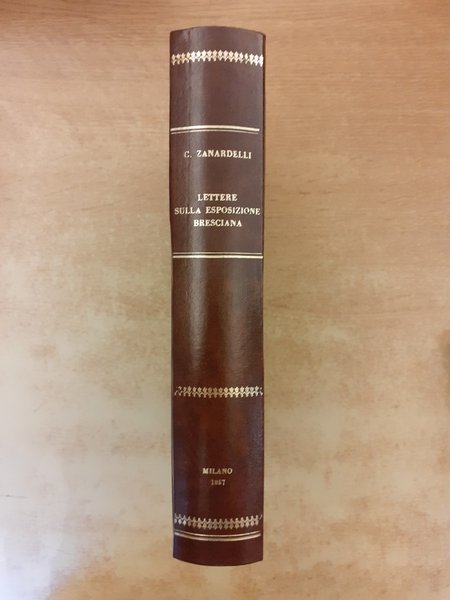 C. ZANARDELLI
LETTERE
SULLA ESPOSIZIONE
BRESCIANA
MILANO
1857